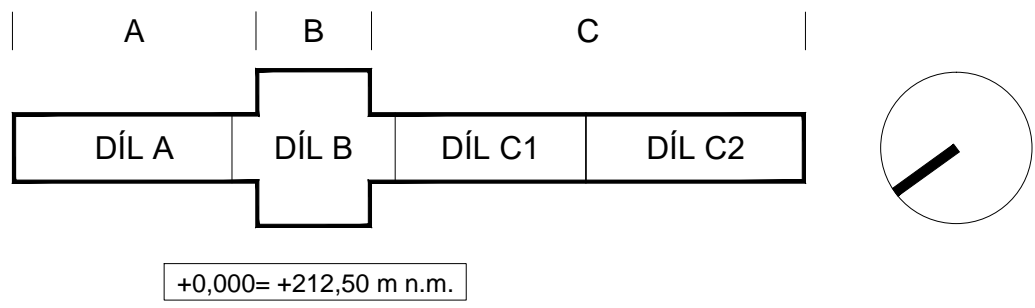 A B C
DÍL A DÍL B DÍL C1 DÍL C2
+0,000= +212,50 m n.m.